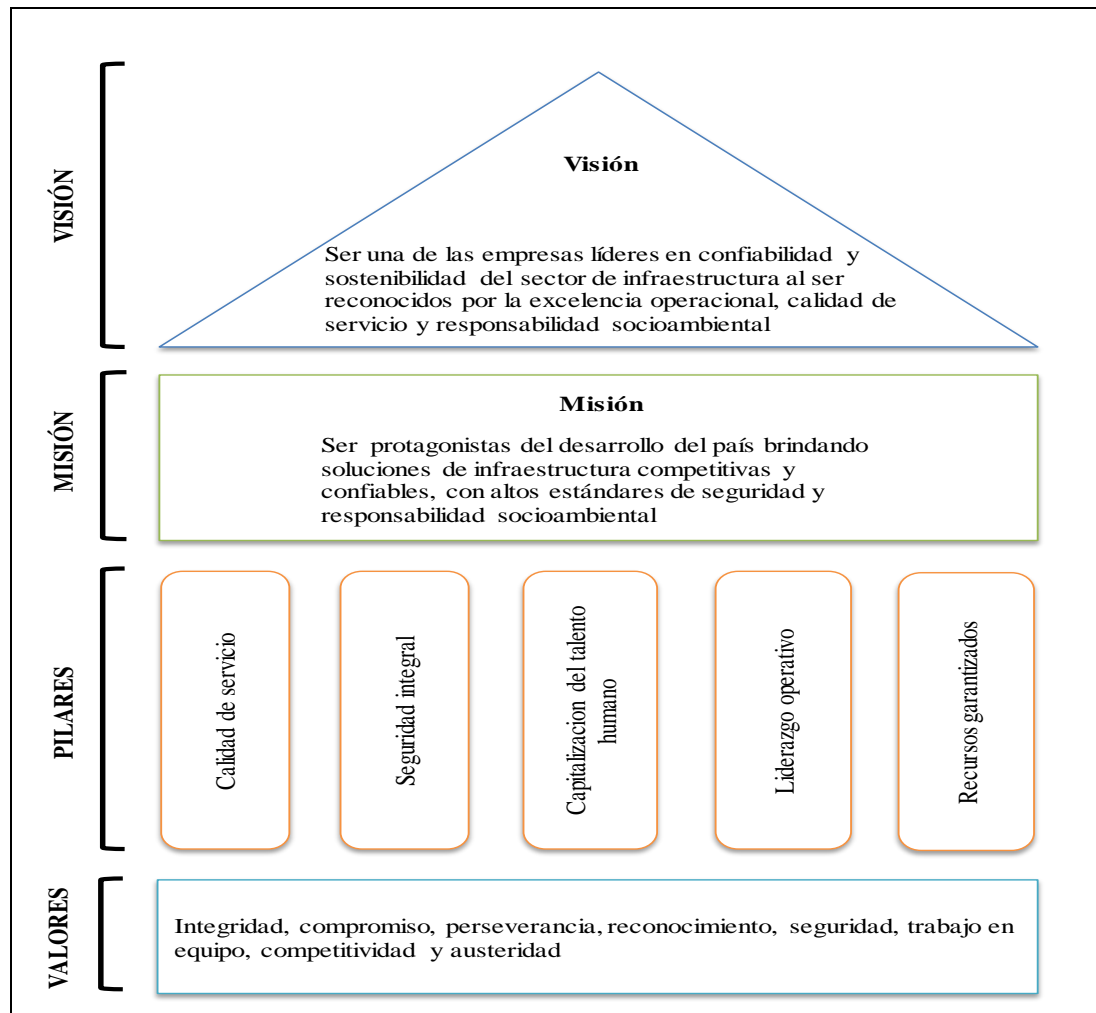 VISIÓN
Visión
Ser una de las empresas líderes en confiabilidad y
sostenibilidad del sector de infraestructura al ser
reconocidos por la excelencia operacional, calidad de
servicio y responsabilidad socioambiental
MISIÓN
Misión
Ser protagonistas del desarrollo del país brindando
soluciones de infraestructura competitivas y
confiables, con altos estándares de seguridad y
responsabilidad socioambiental
PILARES
Calidad de servicio
Seguridad integral
Capitalizacion del talento
humano
Liderazgo operativo
Recursos garantizados
VALORES
Integridad, compromiso, perseverancia, reconocimiento, seguridad, trabajo en
equipo, competitividad y austeridad